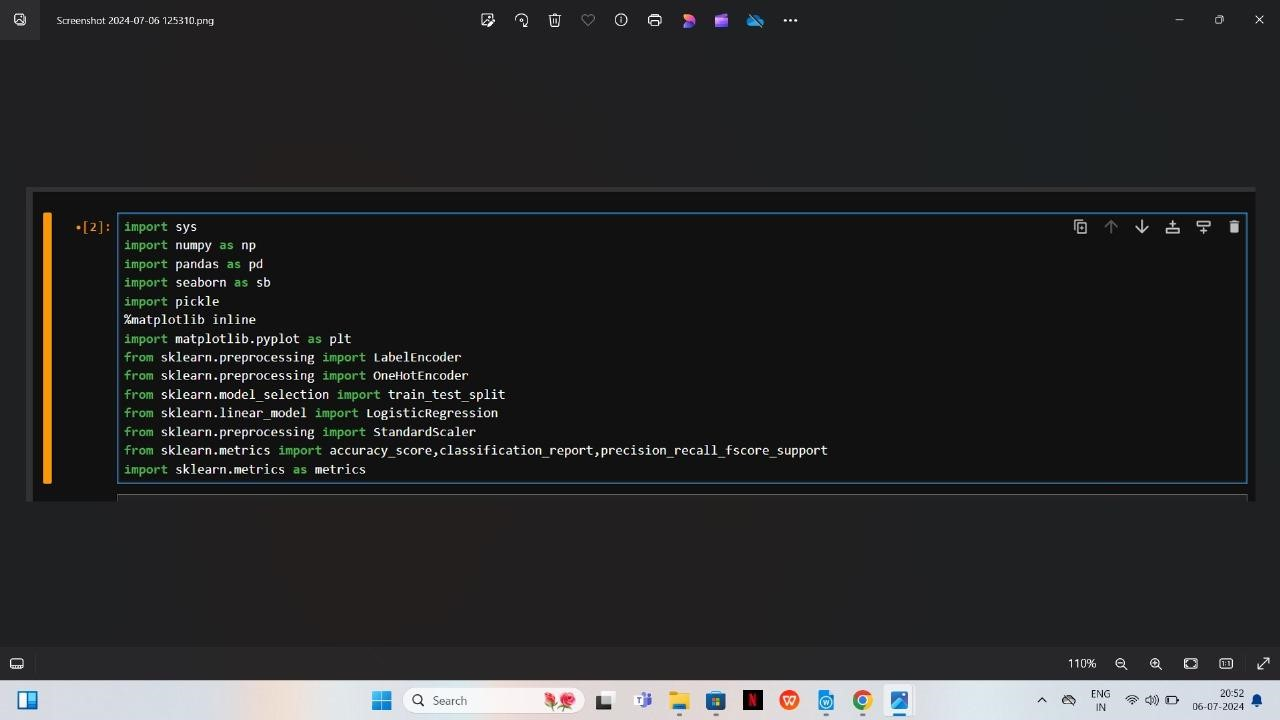 Screenshot 2024-07-06 125310.png
•[2]:
import sys
import numpy as np
import pandas as pd
import seaborn as sb
import pickle
%matplotlib inline
import matplotlib.pyplot as plt
from sklearn.preprocessing import LabelEncoder
from sklearn.preprocessing import OneHotEncoder
from sklearn.model_selection import train_test_split
from sklearn.linear_model import LogisticRegression
from sklearn.preprocessing import StandardScaler
from sklearn.metrics import accuracy_score,classification_report,precision_recall_fscore_support
import sklearn.metrics as metrics
110%
1:1
Search
T
N
W
W
ENG
IN
20:52
06-07-2024